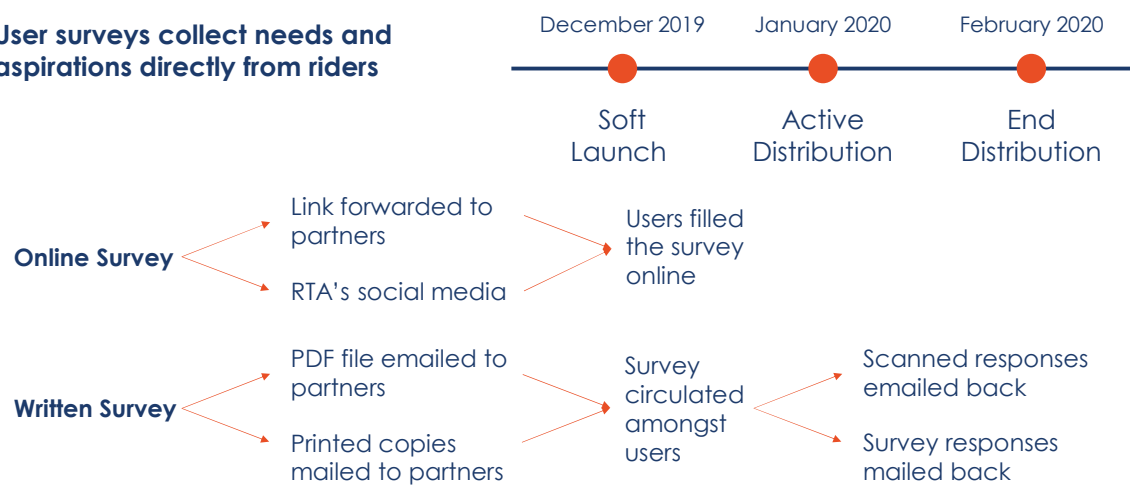 User surveys collect needs and
aspirations directly from riders
December 2019
January 2020
February 2020
Soft
Launch
Active
Distribution
End
Distribution
Online Survey
Link forwarded to
partners
RTA's social media
Users filled
the survey
online
Written Survey
PDF file emailed to
partners
Printed copies
mailed to partners
Survey
circulated
amongst
users
Scanned responses
emailed back
Survey responses
mailed back